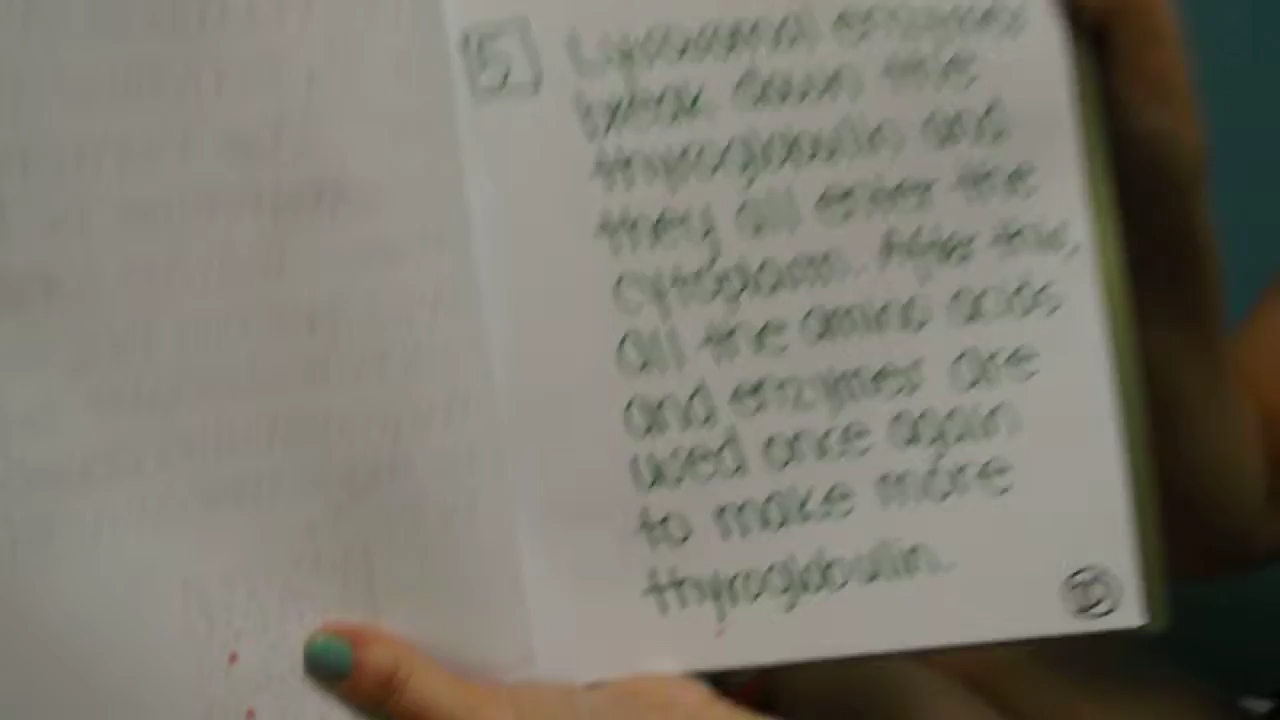 5 Lysosomal enzymes
break down the
thyroglobulin and
they all enter the
cytoplasm. After this,
all the amino acids
and enzymes are
used once again
to make more
thyroglobulin.